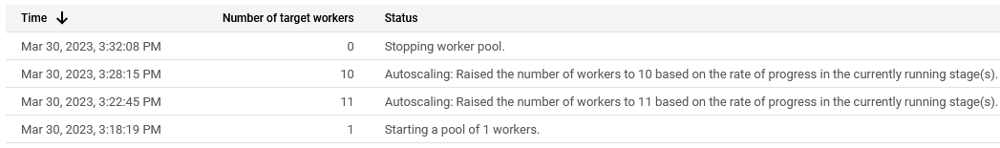 Time Number of target workers Status
Mar 30, 2023, 3:32:08 PM 0 Stopping worker pool.
Mar 30, 2023, 3:28:15 PM 10 Autoscaling: Raised the number of workers to 10 based on the rate of progress in the currently running stage(s).
Mar 30, 2023, 3:22:45 PM 11 Autoscaling: Raised the number of workers to 11 based on the rate of progress in the currently running stage(s).
Mar 30, 2023, 3:18:19 PM 1 Starting a pool of 1 workers.